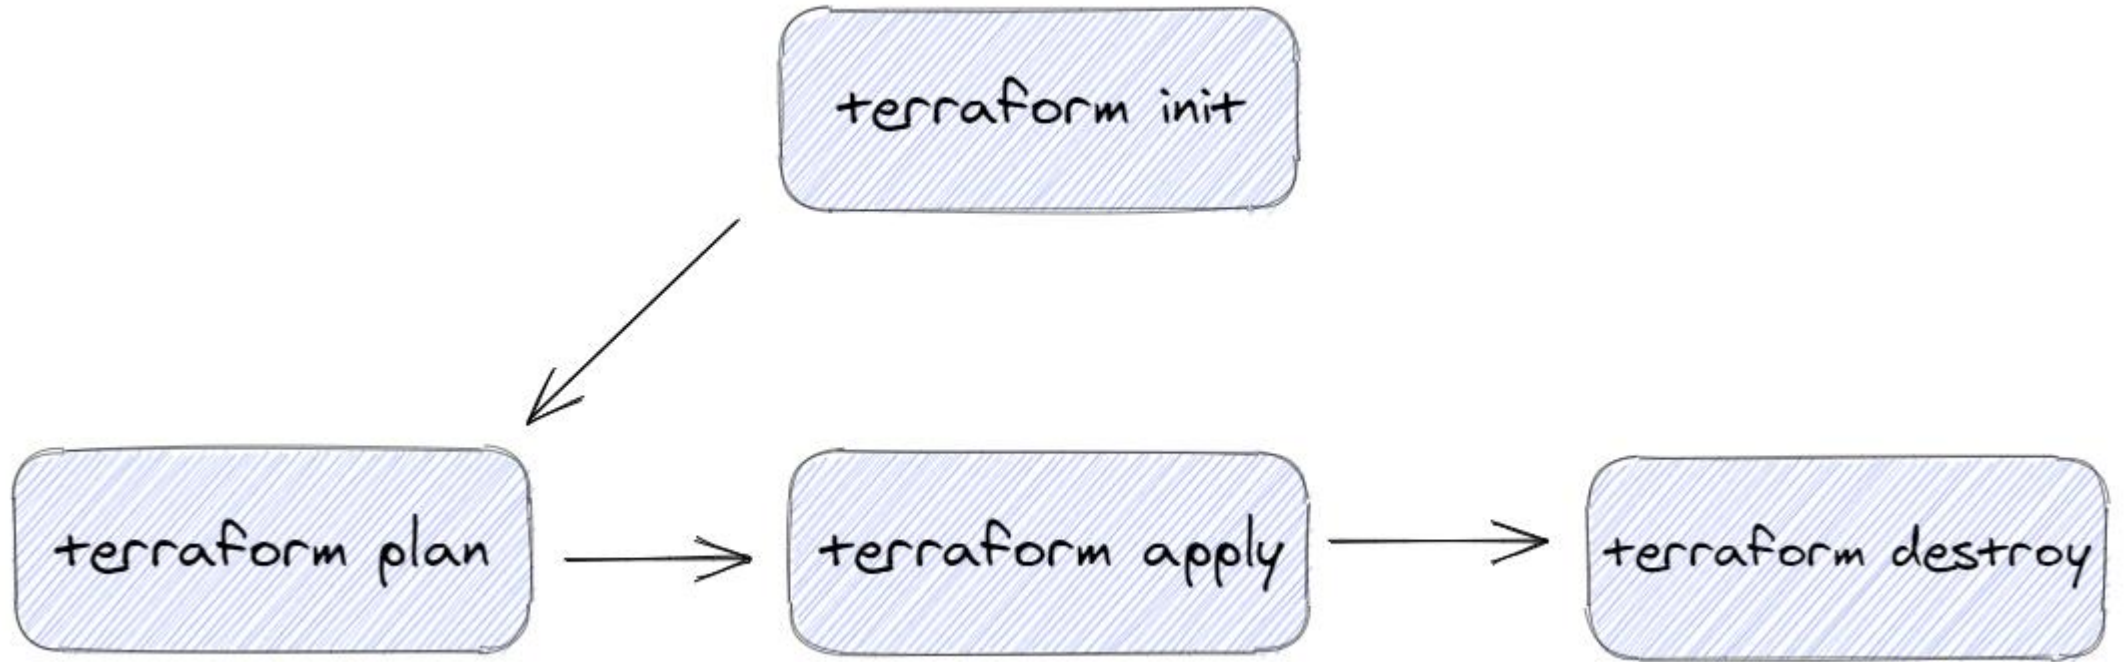 terraform init
terraform plan
terraform apply
terraform destroy